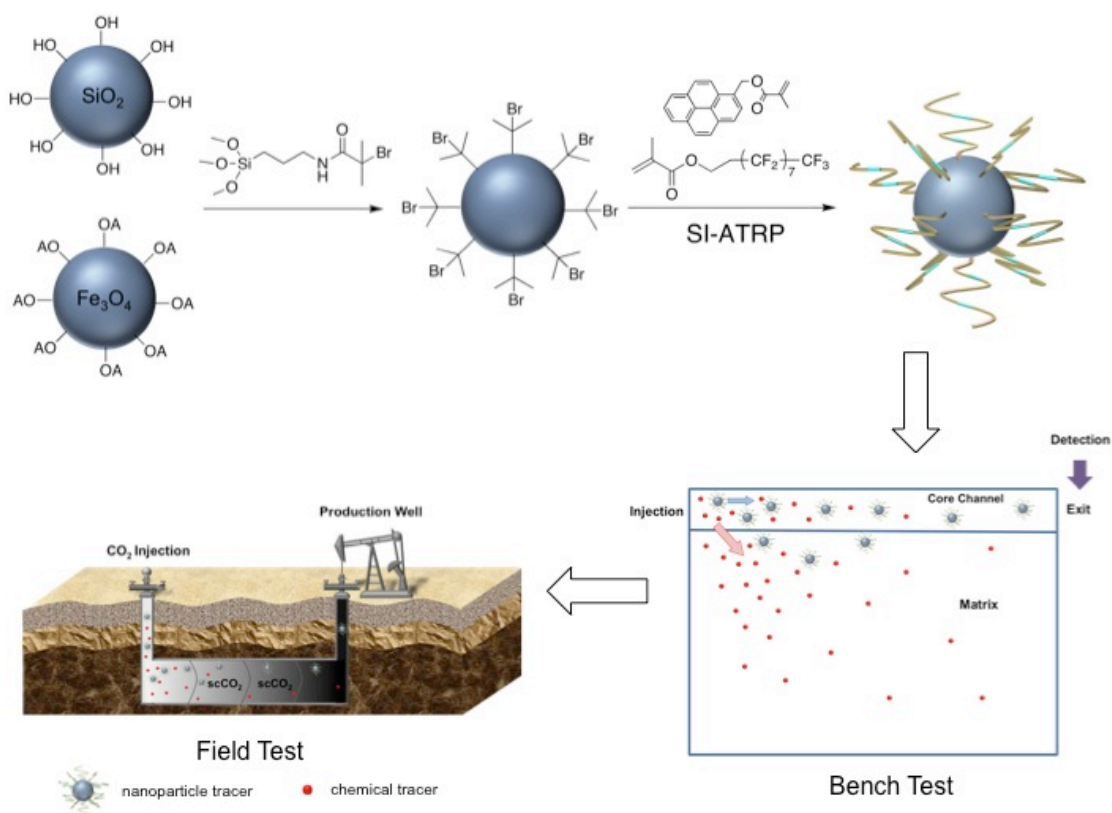 OH
HO
OH
HO
SiO2
OH
HO
OH
OH
O
O
Si
O
N
H
O
Br
Br
Br
Br
Br
Br
Br
Br
Br
O
O
O
O
(CF2)
7
CF3
SI-ATRP
OA
AO
OA
AO
Fe3O4
OA
AO
OA
OA
Detection
Injection
Core Channel
Exit
Matrix
Bench Test
Production Well
CO2 Injection
scCO2
scCO2
Field Test
nanoparticle tracer
chemical tracer